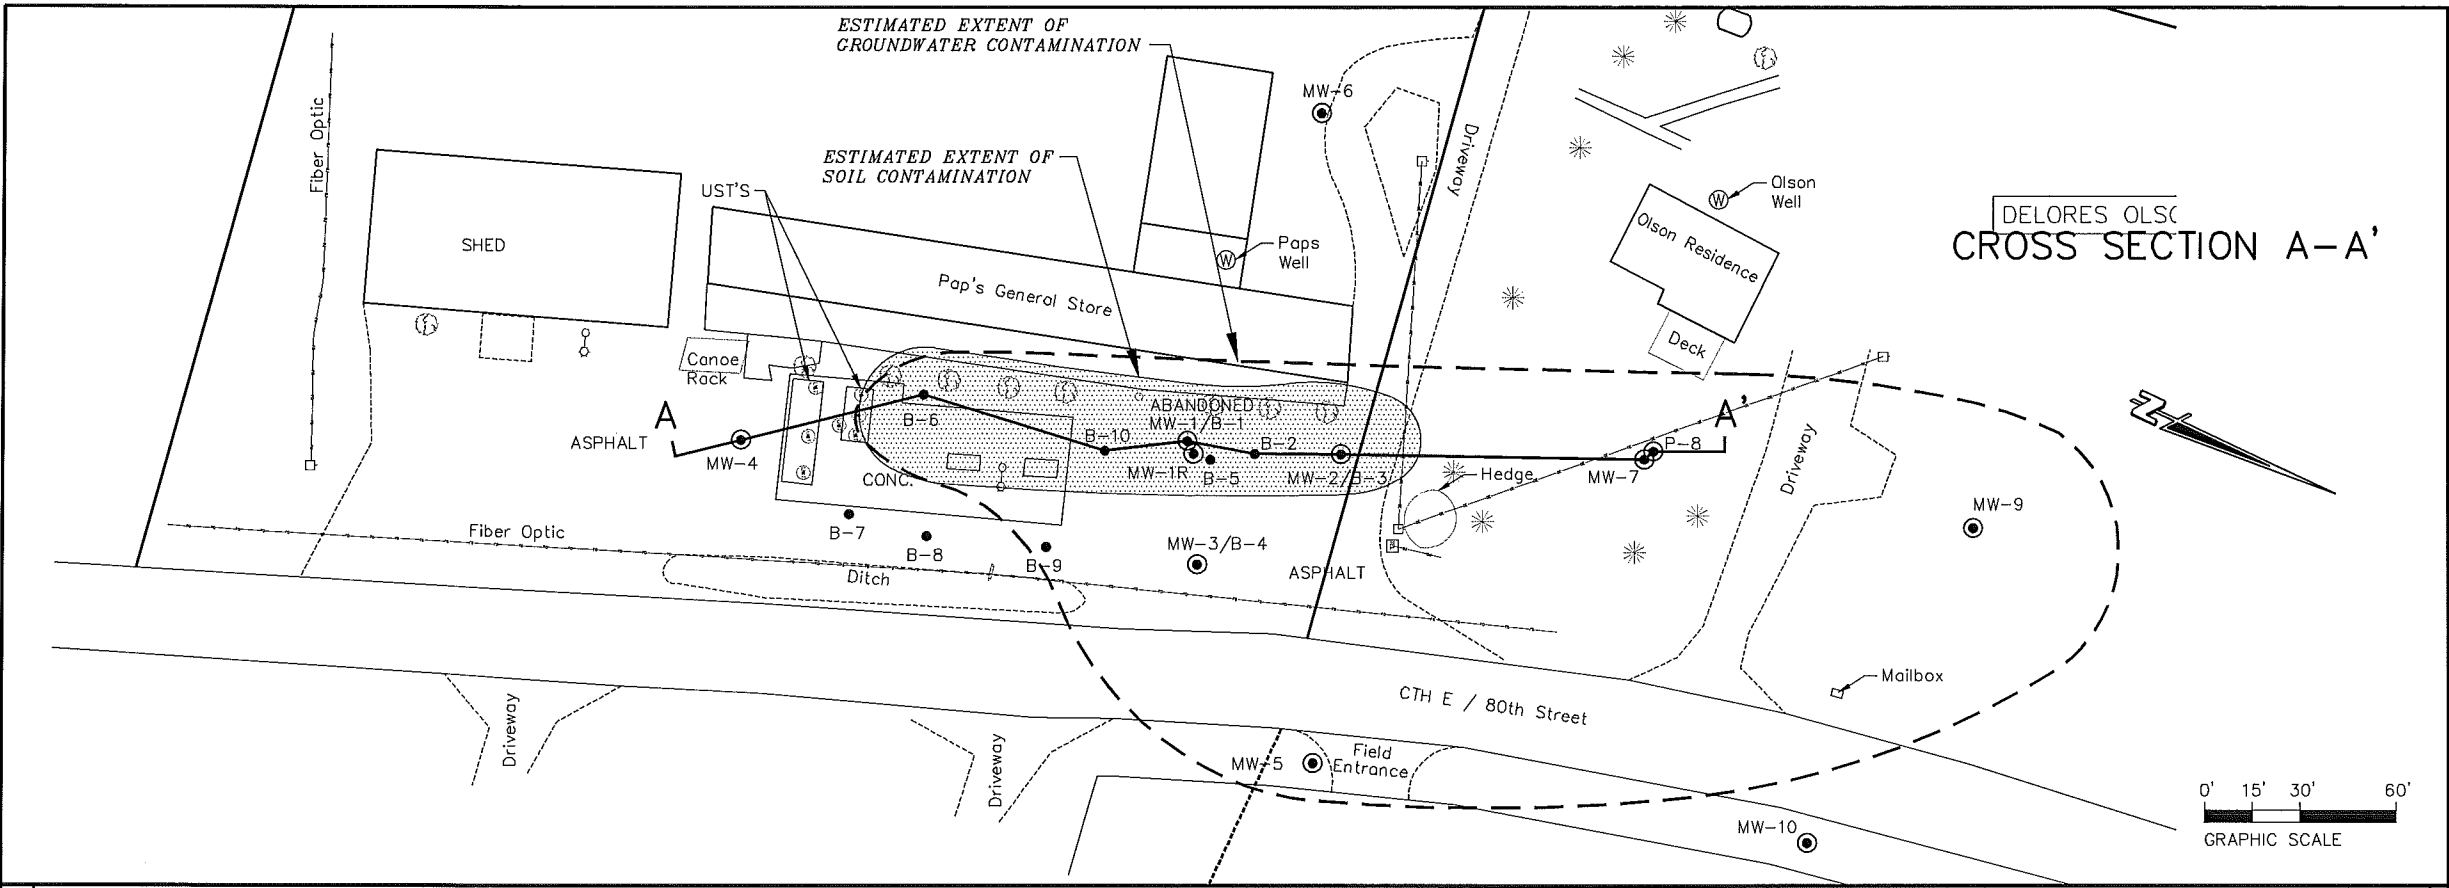 ESTIMATED EXTENT OF
GROUNDWATER CONTAMINATION
MW-6
Fiber Optic
Driveway
ESTIMATED EXTENT OF
SOIL CONTAMINATION
UST'S
Olson
Well
W
DELORES OLSO
CROSS SECTION A-A'
SHED
Olson Residence
Paps
Well
W
Pap's General Store
Deck
Canoe
Rack
A
ASPHALT
MW-4
B-6
ABANDONED
MW-1/B-1
B-10
B-2
A'
P-8
MW-1R
B-5
MW-2/B-3
MW-7
CONC.
Hedge
Driveway
N
MW-9
B-7
B-8
B-9
MW-3/B-4
ASPHALT
Fiber Optic
Ditch
Mailbox
CTH E / 80th Street
Driveway
Driveway
MW-5
Field
Entrance
MW-10
0' 15' 30' 60'
GRAPHIC SCALE